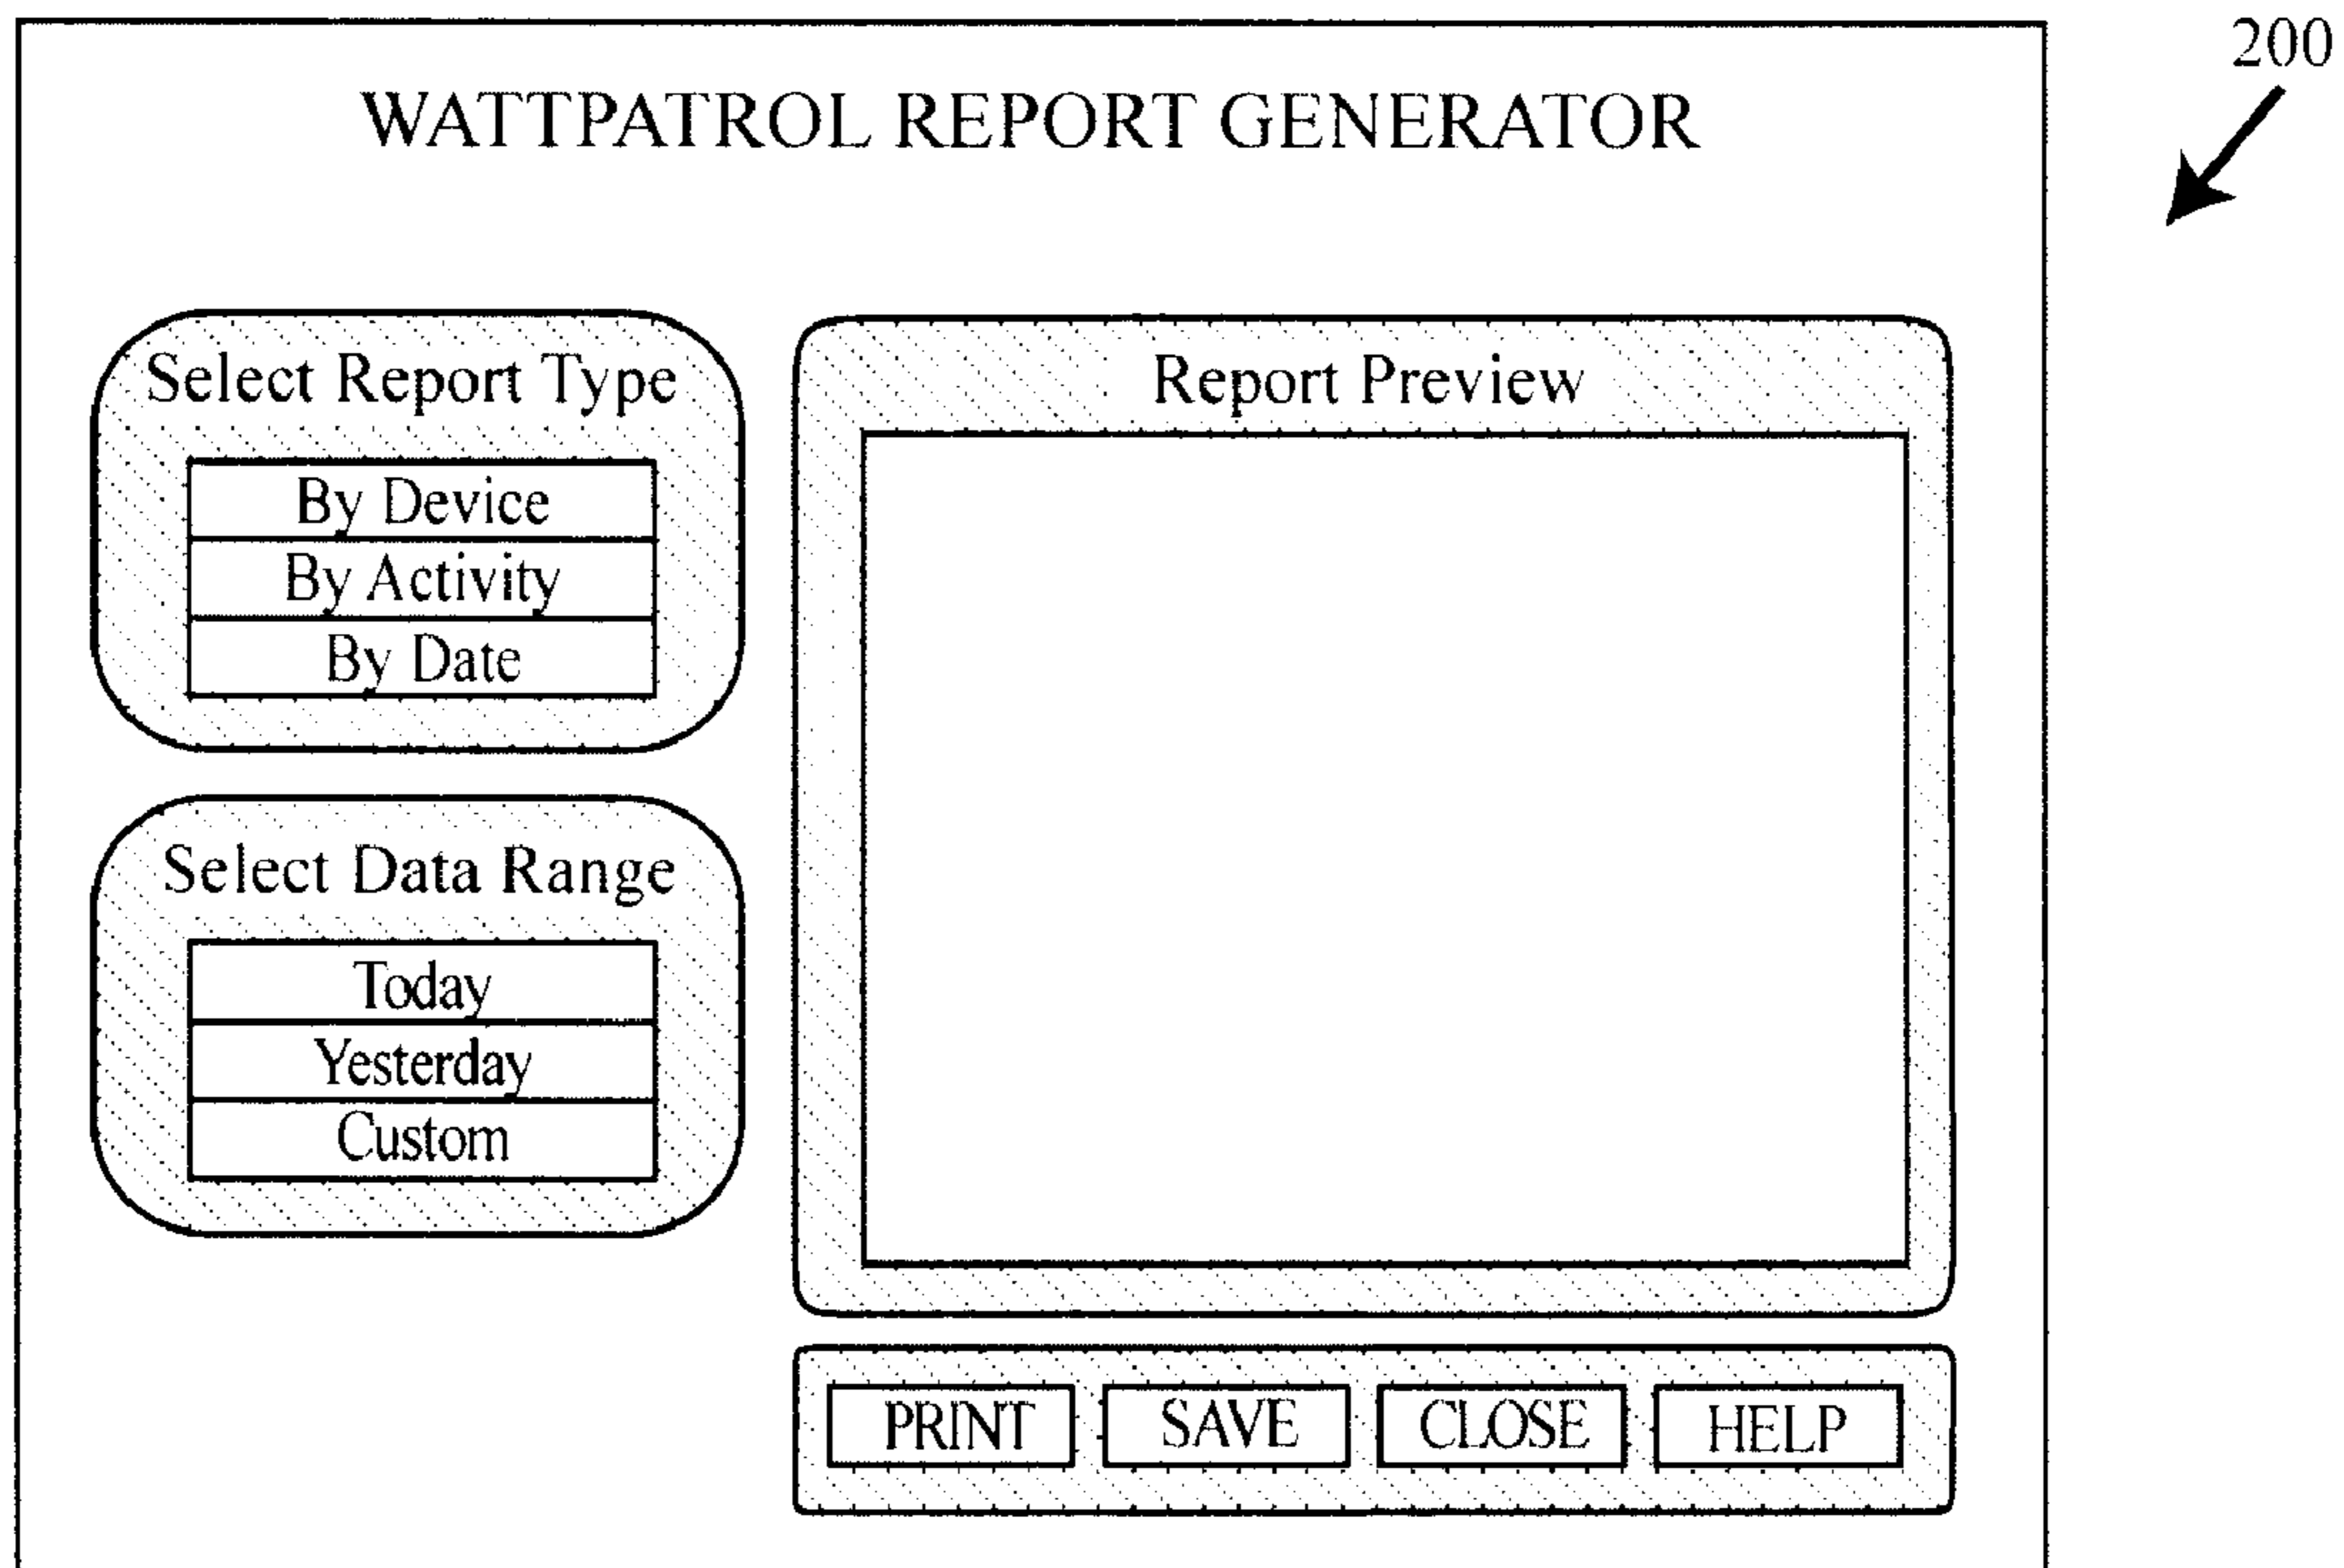 200
WATTPATROL REPORT GENERATOR
Select Report Type
By Device
By Activity
By Date
Select Data Range
Today
Yesterday
Custom
Report Preview
PRINT SAVE CLOSE HELP